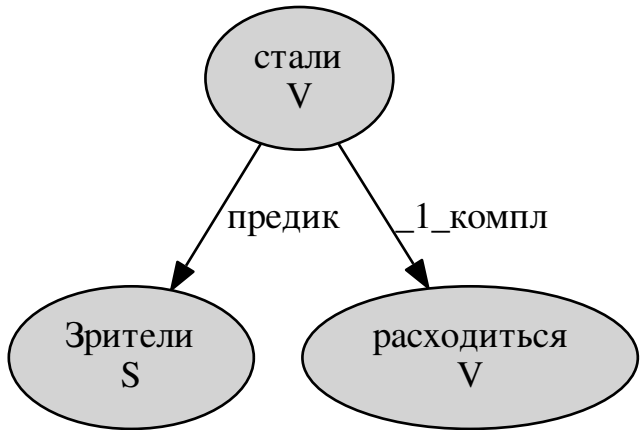 стали
V
предик
_1_компл
Зрители
S
расходиться
V